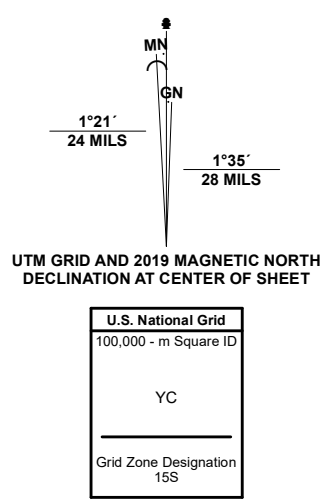 MN
GN
1°21´
24 MILS
1°35´
28 MILS
UTM GRID AND 2019 MAGNETIC NORTH
DECLINATION AT CENTER OF SHEET
U.S. National Grid
100,000 - m Square ID
YC
Grid Zone Designation
15S